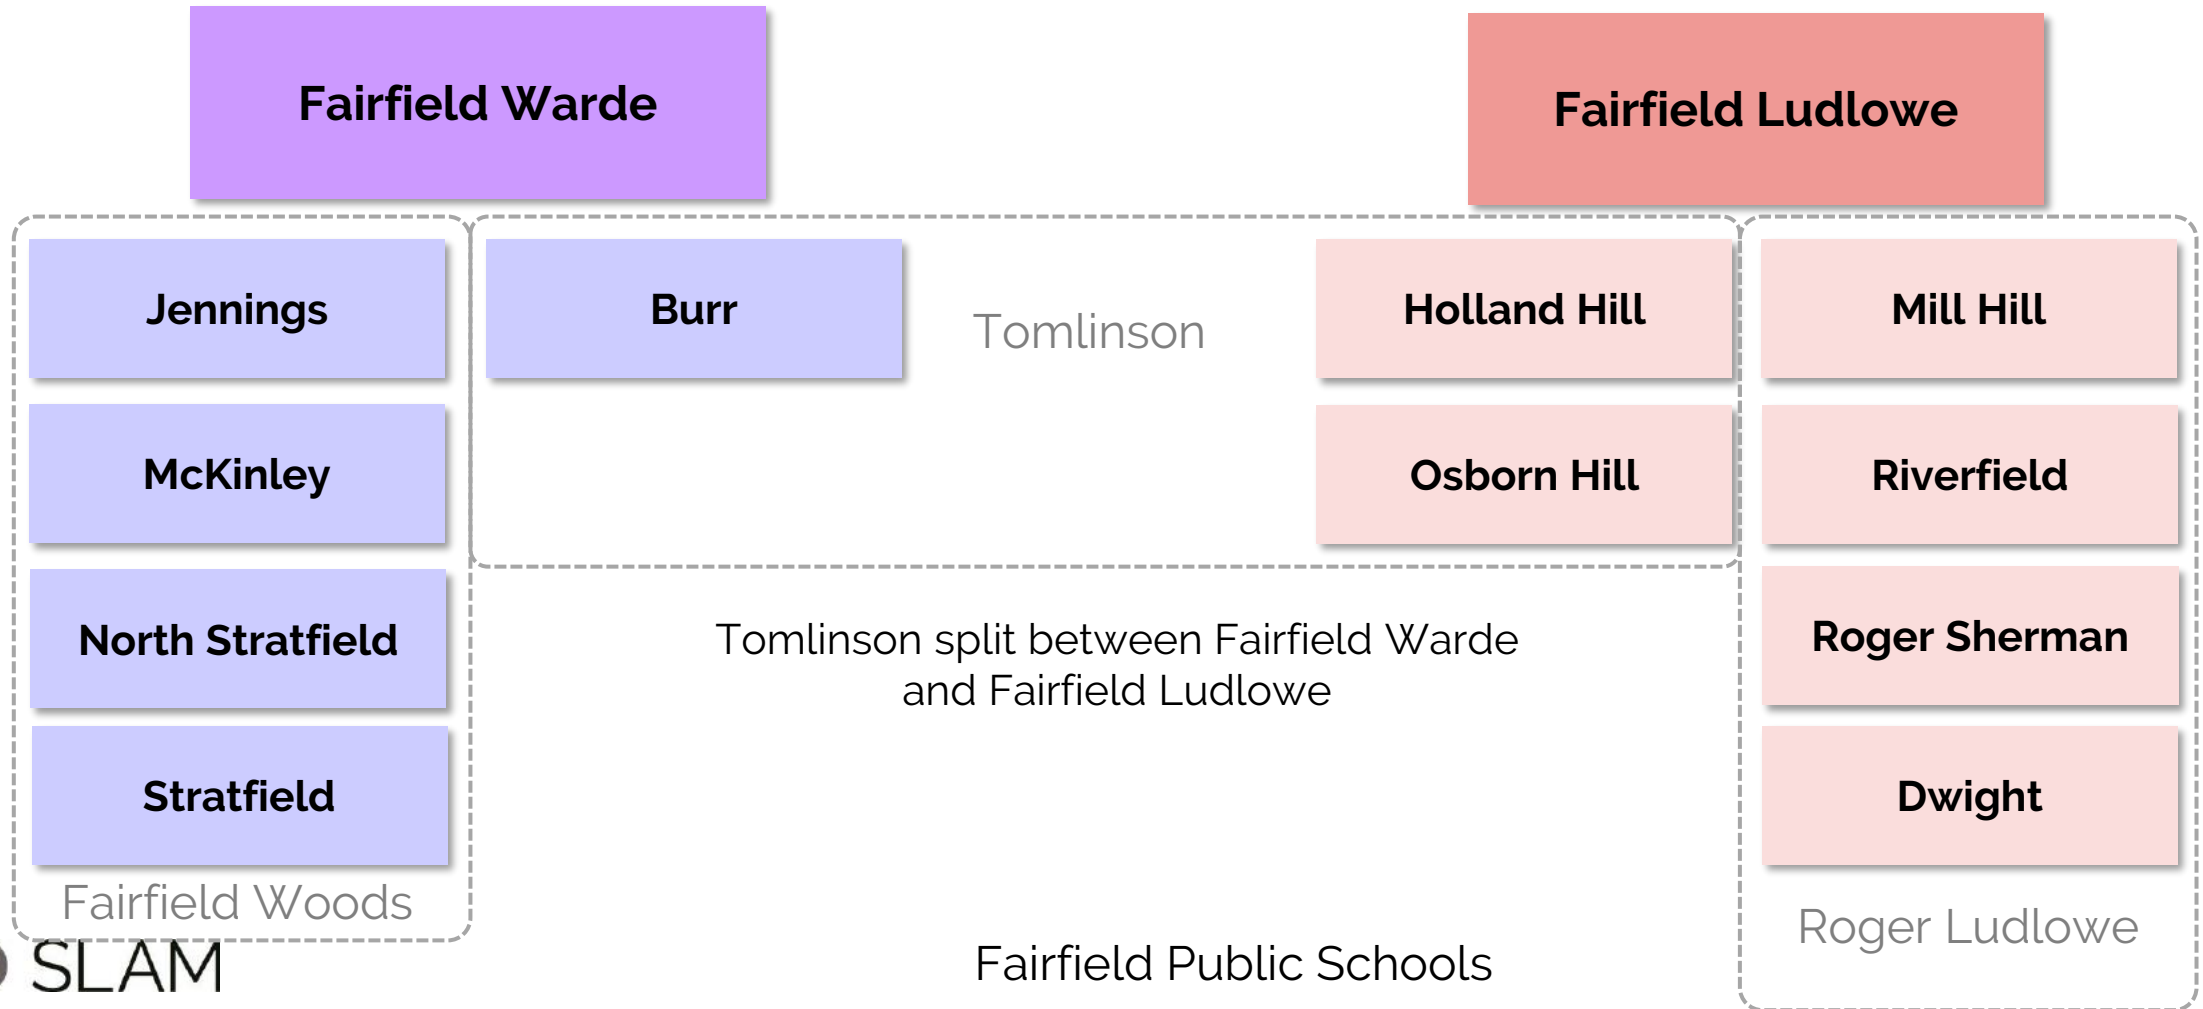 Fairfield Warde
Fairfield Ludlowe
Jennings
Burr
Tomlinson
Holland Hill
Mill Hill
McKinley
Osborn Hill
Riverfield
North Stratfield
Tomlinson split between Fairfield Warde
and Fairfield Ludlowe
Roger Sherman
Stratfield
Dwight
Fairfield Woods
Roger Ludlowe
SLAM
Fairfield Public Schools